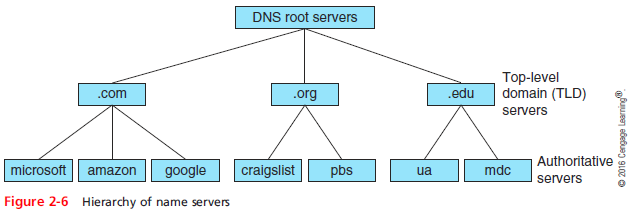 DNS root servers
.com
.org
.edu
Top-level
domain (TLD)
servers
microsoft
amazon
google
craigslist
pbs
ua
mdc
Authoritative
servers
© 2016 Cengage Learning®
Figure 2-6 Hierarchy of name servers